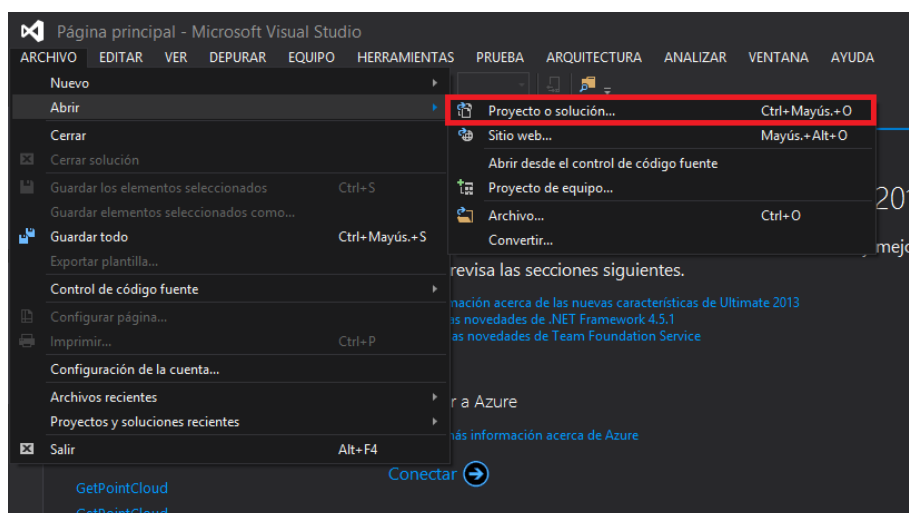 Página principal - Microsoft Visual Studio
ARCHIVO EDITAR VER DEPURAR EQUIPO HERRAMIENTAS PRUEBA ARQUITECTURA ANALIZAR VENTANA AYUDA
Nuevo
Abrir
Cerrar
Cerrar solución
Guardar los elementos seleccionados Ctrl+S
Guardar elementos seleccionados como...
Guardar todo Ctrl+Mayús.+S
Exportar plantilla...
Control de código fuente
Configurar página...
Imprimir... Ctrl+P
Configuración de la cuenta...
Archivos recientes
Proyectos y soluciones recientes
Salir Alt+F4
Proyecto o solución... Ctrl+Mayús.+O
Sitio web... Mayús.+Alt+O
Abrir desde el control de código fuente
Proyecto de equipo...
Archivo... Ctrl+O
Convertir...
201
mejo
revisa las secciones siguientes.
mación acerca de las nuevas características de Ultimate 2013
as novedades de .NET Framework 4.5.1
las novedades de Team Foundation Service
r a Azure
más información acerca de Azure
Conectar
GetPointCloud
GetPointCloud